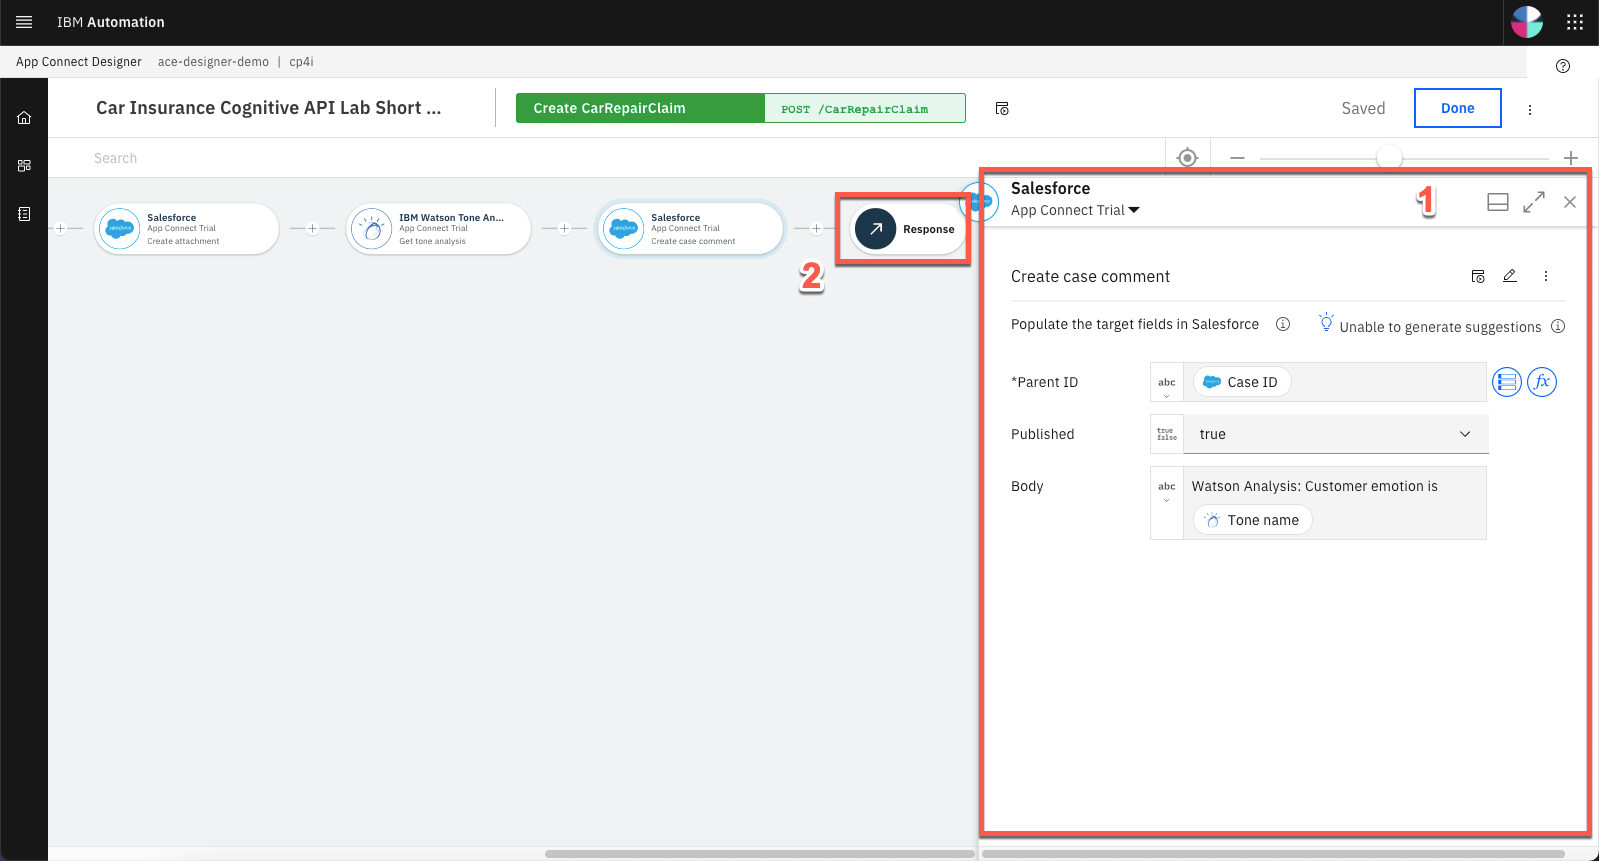 IBM Automation
App Connect Designer ace-designer-demo | cp4i
Car Insurance Cognitive API Lab Short ...
Create CarRepairClaim
POST /CarRepairClaim
Saved
Done
Search
Salesforce
App Connect Trial
Create attachment
IBM Watson Tone An...
App Connect Trial
Get tone analysis
Salesforce
App Connect Trial
Create case comment
Response
2
Salesforce
App Connect Trial
1
Create case comment
Populate the target fields in Salesforce
Unable to generate suggestions
*Parent ID
abc
Case ID
fx
Published
true
false
true
Body
abc
Watson Analysis: Customer emotion is
Tone name